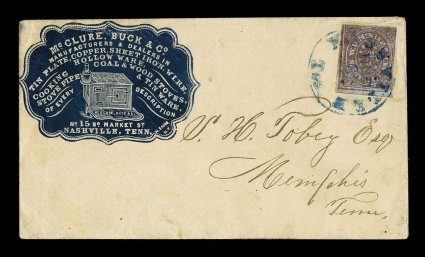 McCLURE, BUCK & Co
MANUFACTURERS & DEALERS IN
TIN PLATE, COPPER, SHEET IRON, WIRE,
HOLLOW WARE,
COAL & WOOD STOVES,
COOKING
STOVE PIPE & TIN WARE,
OF EVERY DESCRIPTION
No 15 So MARKET ST
NASHVILLE, TENN.
S. H. Tobey Esq
Memphis
Tenn,